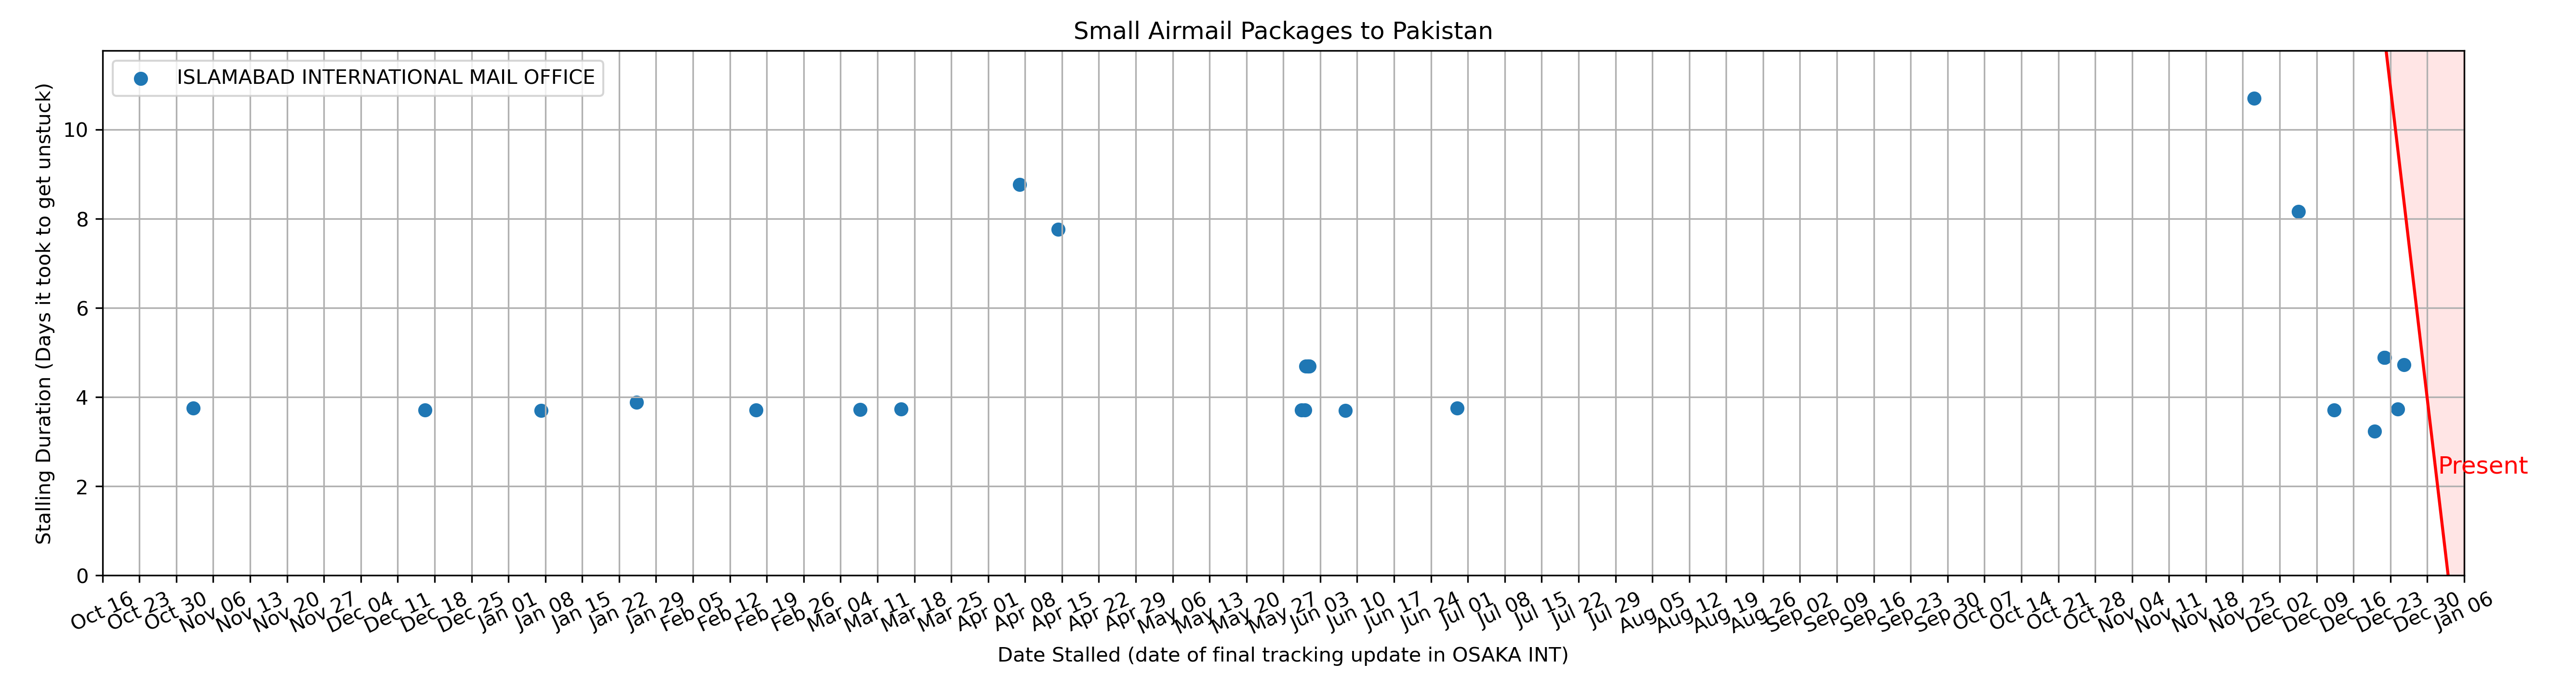 Small Airmail Packages to Pakistan
ISLAMABAD INTERNATIONAL MAIL OFFICE
Stalling Duration (Days it took to get unstuck)
10
8
6
4
2
0
Present
Oct 16 Oct 23 Oct 30 Nov 06 Nov 13 Nov 20 Nov 27 Dec 04 Dec 11 Dec 18 Dec 25 Jan 01 Jan 08 Jan 15 Jan 22 Jan 29 Feb 05 Feb 12 Feb 19 Feb 26 Mar 04 Mar 11 Mar 18 Mar 25 Apr 01 Apr 08 Apr 15 Apr 22 Apr 29 May 06 May 13 May 20 May 27 Jun 03 Jun 10 Jun 17 Jun 24 Jul 01 Jul 08 Jul 15 Jul 22 Jul 29 Aug 05 Aug 12 Aug 19 Aug 26 Sep 02 Sep 09 Sep 16 Sep 23 Sep 30 Oct 07 Oct 14 Oct 21 Oct 28 Nov 04 Nov 11 Nov 18 Nov 25 Dec 02 Dec 09 Dec 16 Dec 23 Dec 30 Jan 06
Date Stalled (date of final tracking update in OSAKA INT)